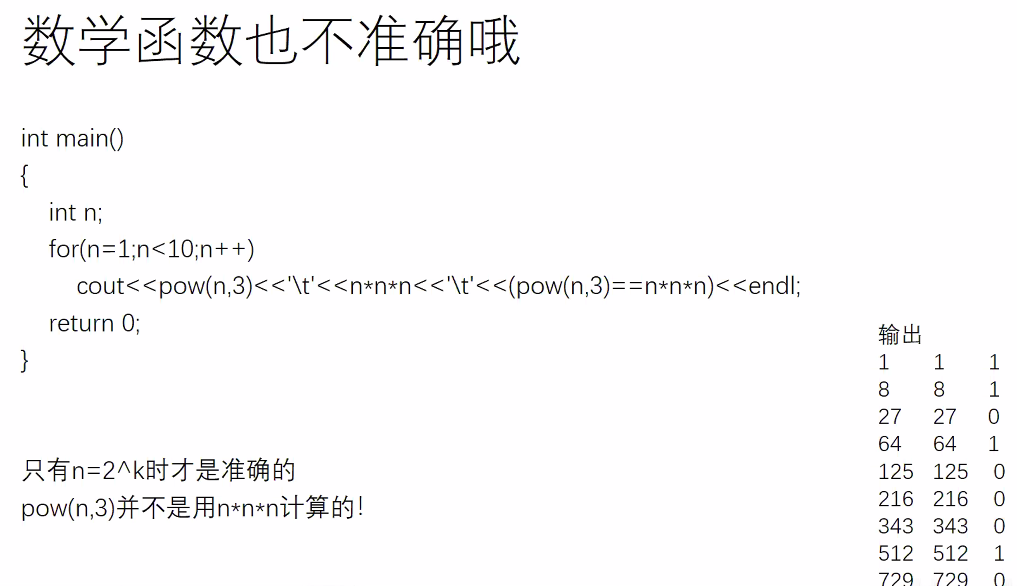 数学函数也不准确哦
int main()
{
int n;
for(n=1;n<10;n++)
cout<<pow(n,3)<<'\t'<<n*n*n<<'\t'<<(pow(n,3)==n*n*n)<<endl;
return 0;
}
只有n=2^k时才是准确的
pow(n,3)并不是用n*n*n计算的!
输出
1 1 1
8 8 1
27 27 0
64 64 1
125 125 0
216 216 0
343 343 0
512 512 1
729 729 0